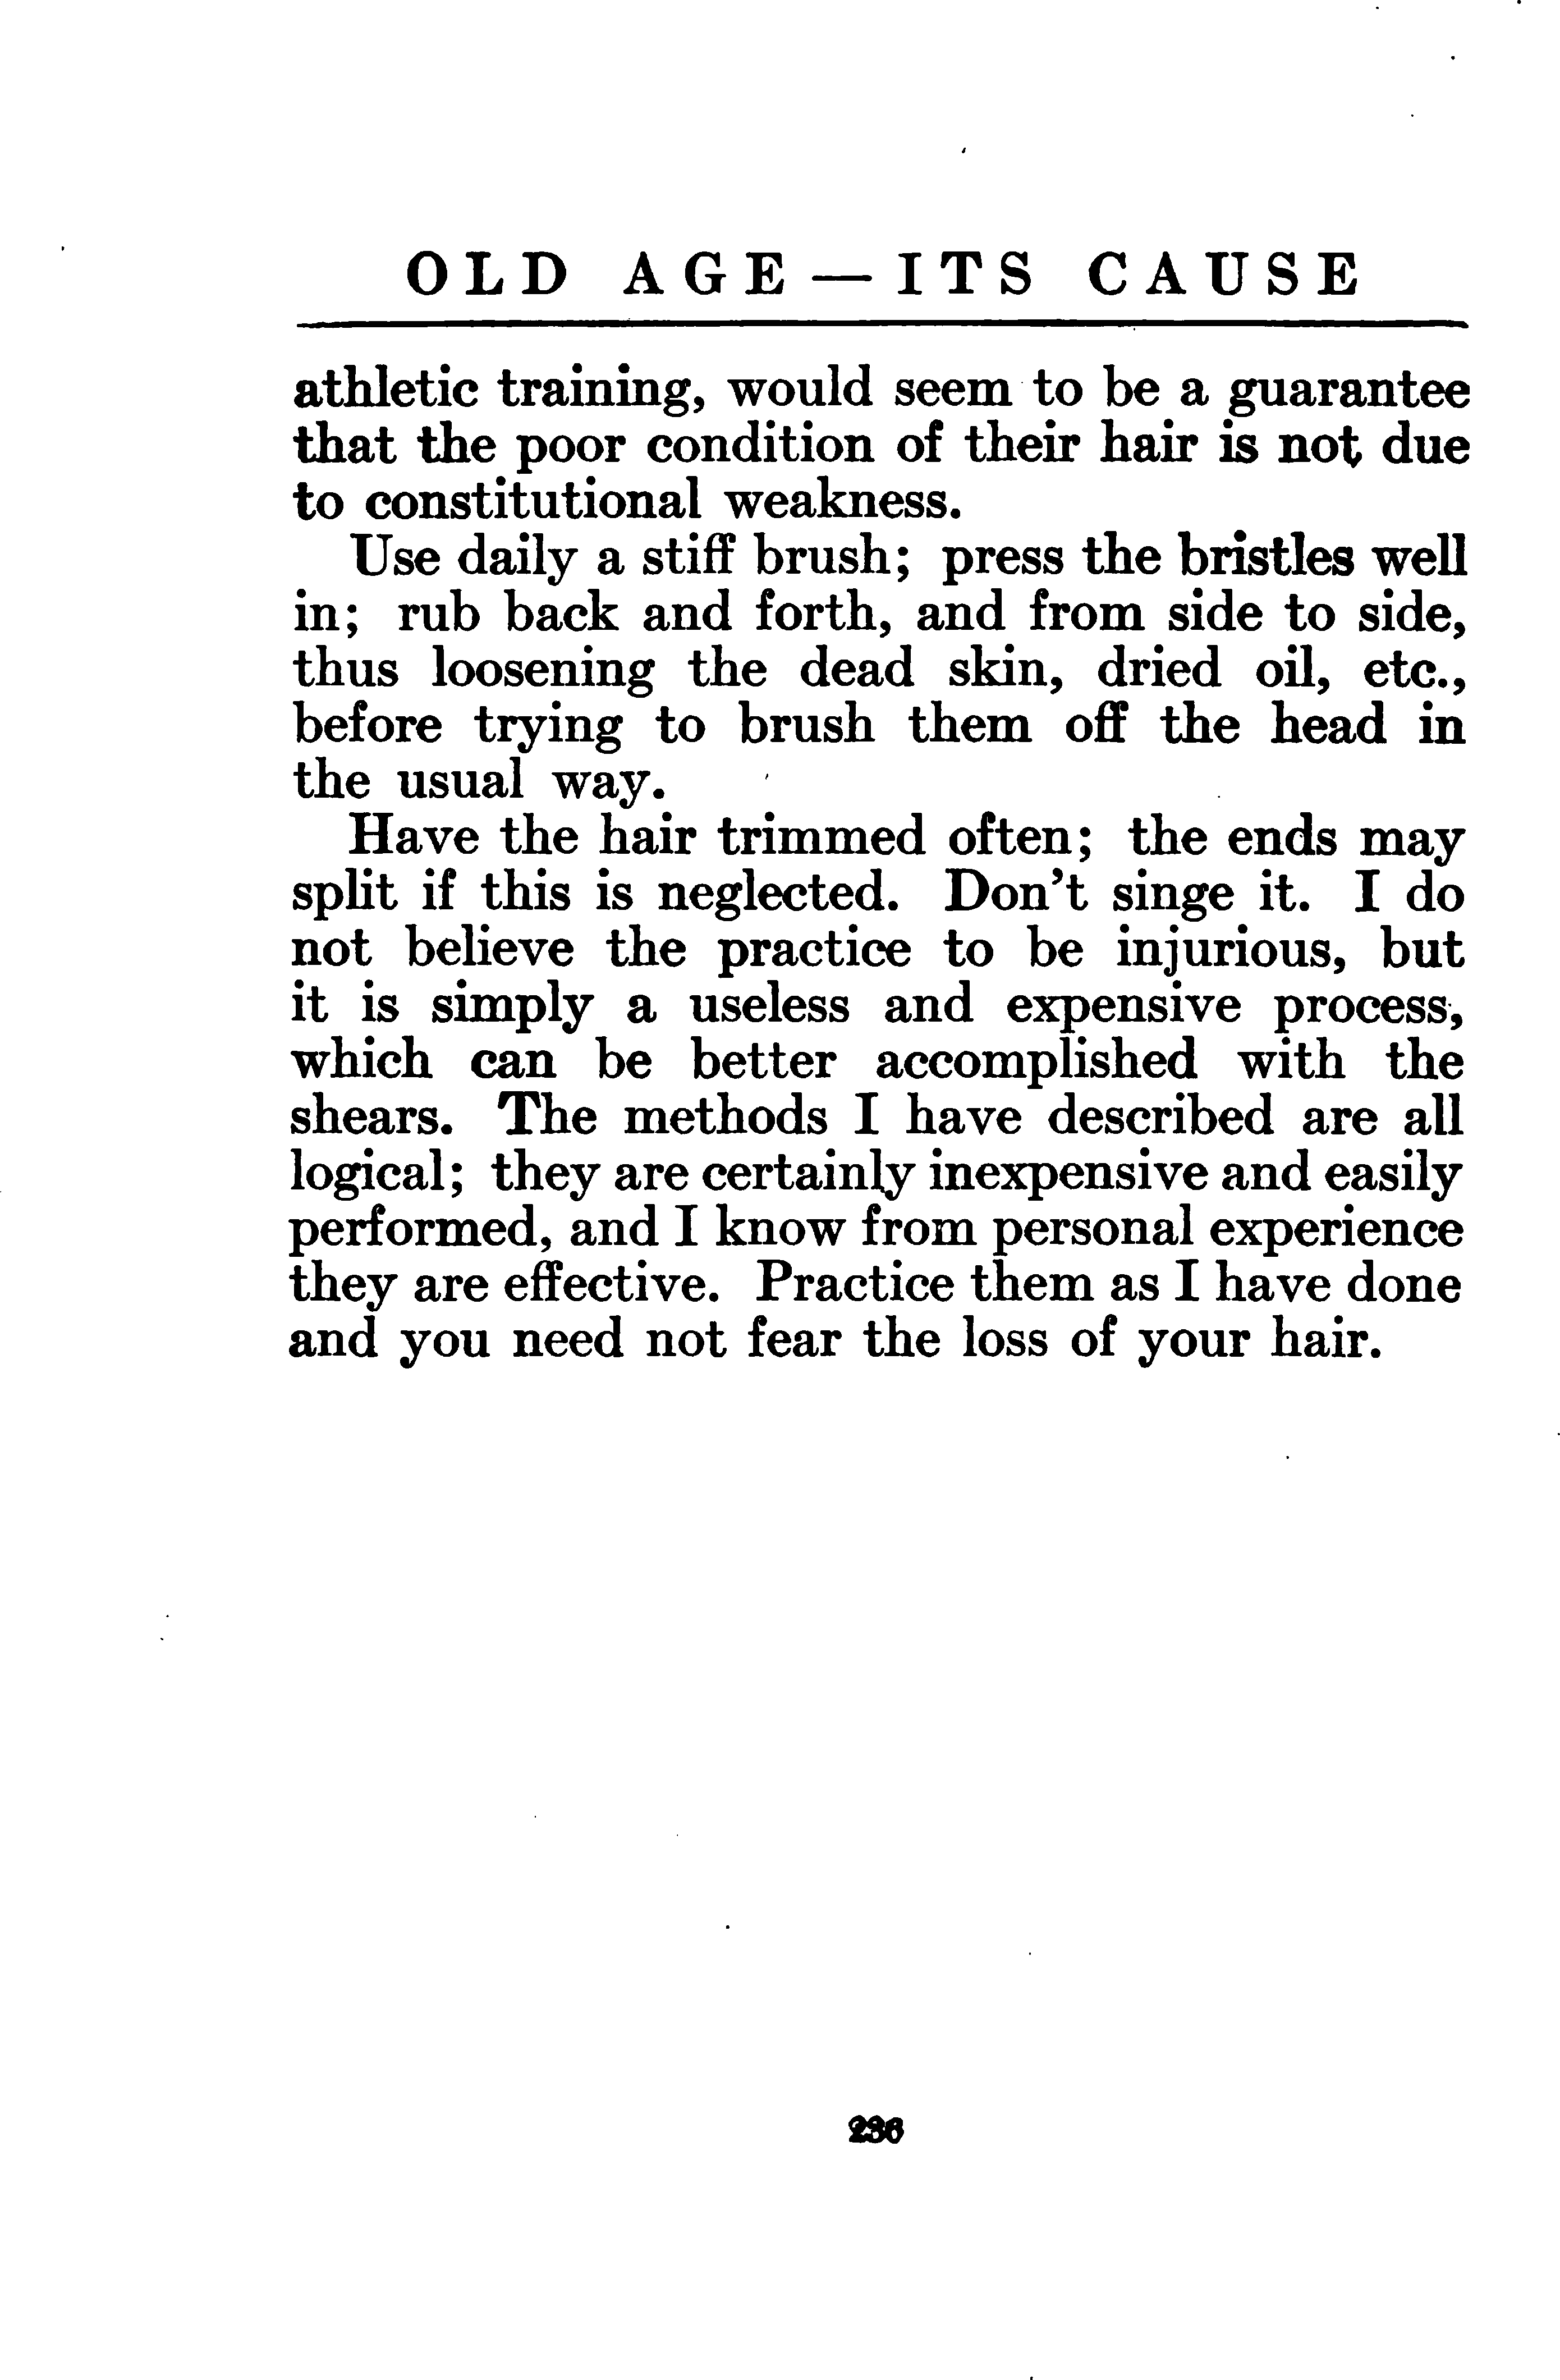 OLD AGE—ITS CAUSE
athletic training, would seem to be a guarantee
that the poor condition of their hair is not due
to constitutional weakness.
Use daily a stiff brush; press the bristles well
in; rub back and forth, and from side to side,
thus loosening the dead skin, dried oil, etc.,
before trying to brush them off the head in
the usual way.
Have the hair trimmed often; the ends may
split if this is neglected. Don't singe it. I do
not believe the practice to be injurious, but
it is simply a useless and expensive process,
which can be better accomplished with the
shears. The methods I have described are all
logical; they are certainly inexpensive and easily
performed, and I know from personal experience
they are effective. Practice them as I have done
and you need not fear the loss of your hair.
236